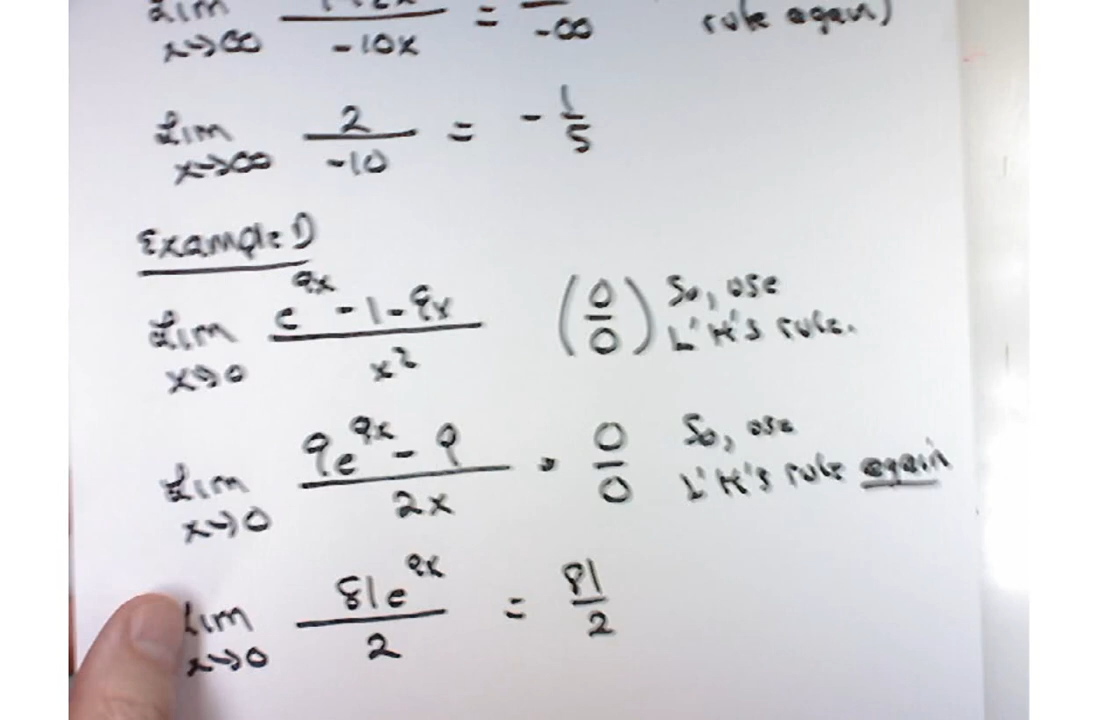 Lim x→∞ / -10x = / -∞ rule again)
Lim x→∞ 2 / -10 = - 1/5
Example D
Lim x→0 (e^9x - 1 - 9x) / x^2 (0/0) So, use
L'H's rule.
Lim x→0 (9e^9x - 9) / 2x = 0/0 So, use
L'H's rule again
Lim x→0 81e^9x / 2 = 81/2